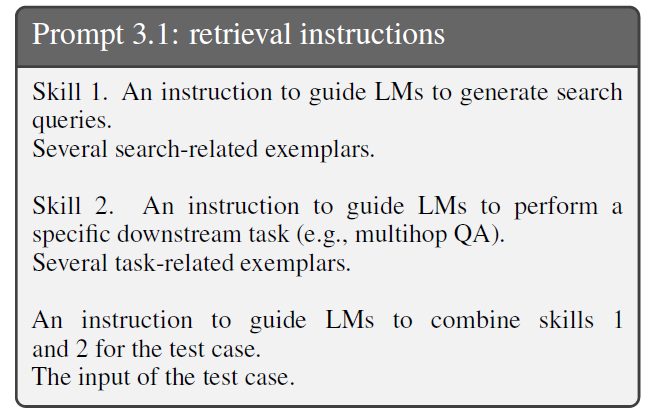 Prompt 3.1: retrieval instructions
Skill 1. An instruction to guide LMs to generate search
queries.
Several search-related exemplars.
Skill 2. An instruction to guide LMs to perform a
specific downstream task (e.g., multihop QA).
Several task-related exemplars.
An instruction to guide LMs to combine skills 1
and 2 for the test case.
The input of the test case.